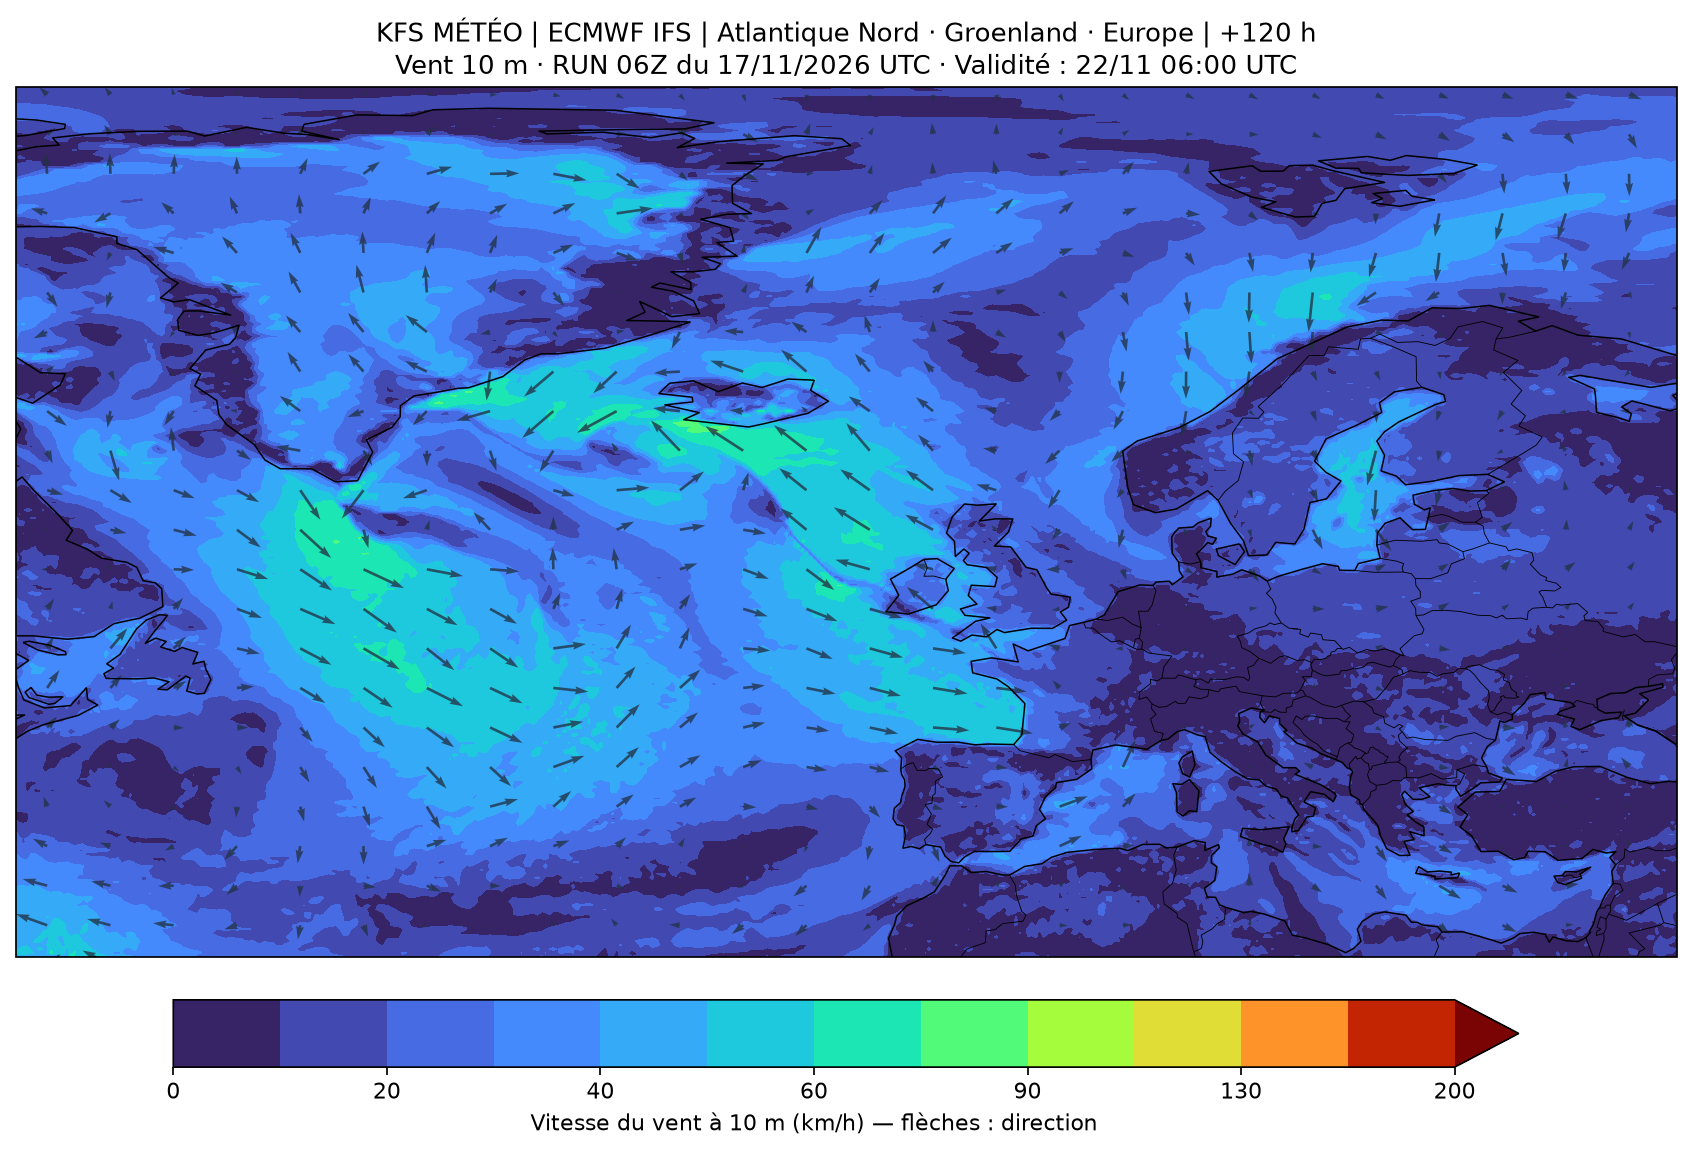 KFS MÉTÉO | ECMWF IFS | Atlantique Nord · Groenland · Europe | +120 h
Vent 10 m · RUN 06Z du 17/11/2026 UTC · Validité : 22/11 06:00 UTC
0 20 40 60 90 130 200
Vitesse du vent à 10 m (km/h) — flèches : direction